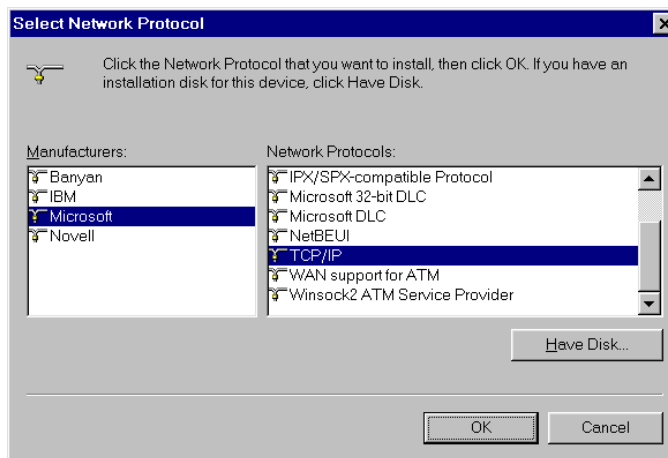 Select Network Protocol
Click the Network Protocol that you want to install, then click OK. If you have an
installation disk for this device, click Have Disk.
Manufacturers:
Banyan
IBM
Microsoft
Novell
Network Protocols:
IPX/SPX-compatible Protocol
Microsoft 32-bit DLC
Microsoft DLC
NetBEUI
TCP/IP
WAN support for ATM
Winsock2 ATM Service Provider
Have Disk...
OK
Cancel